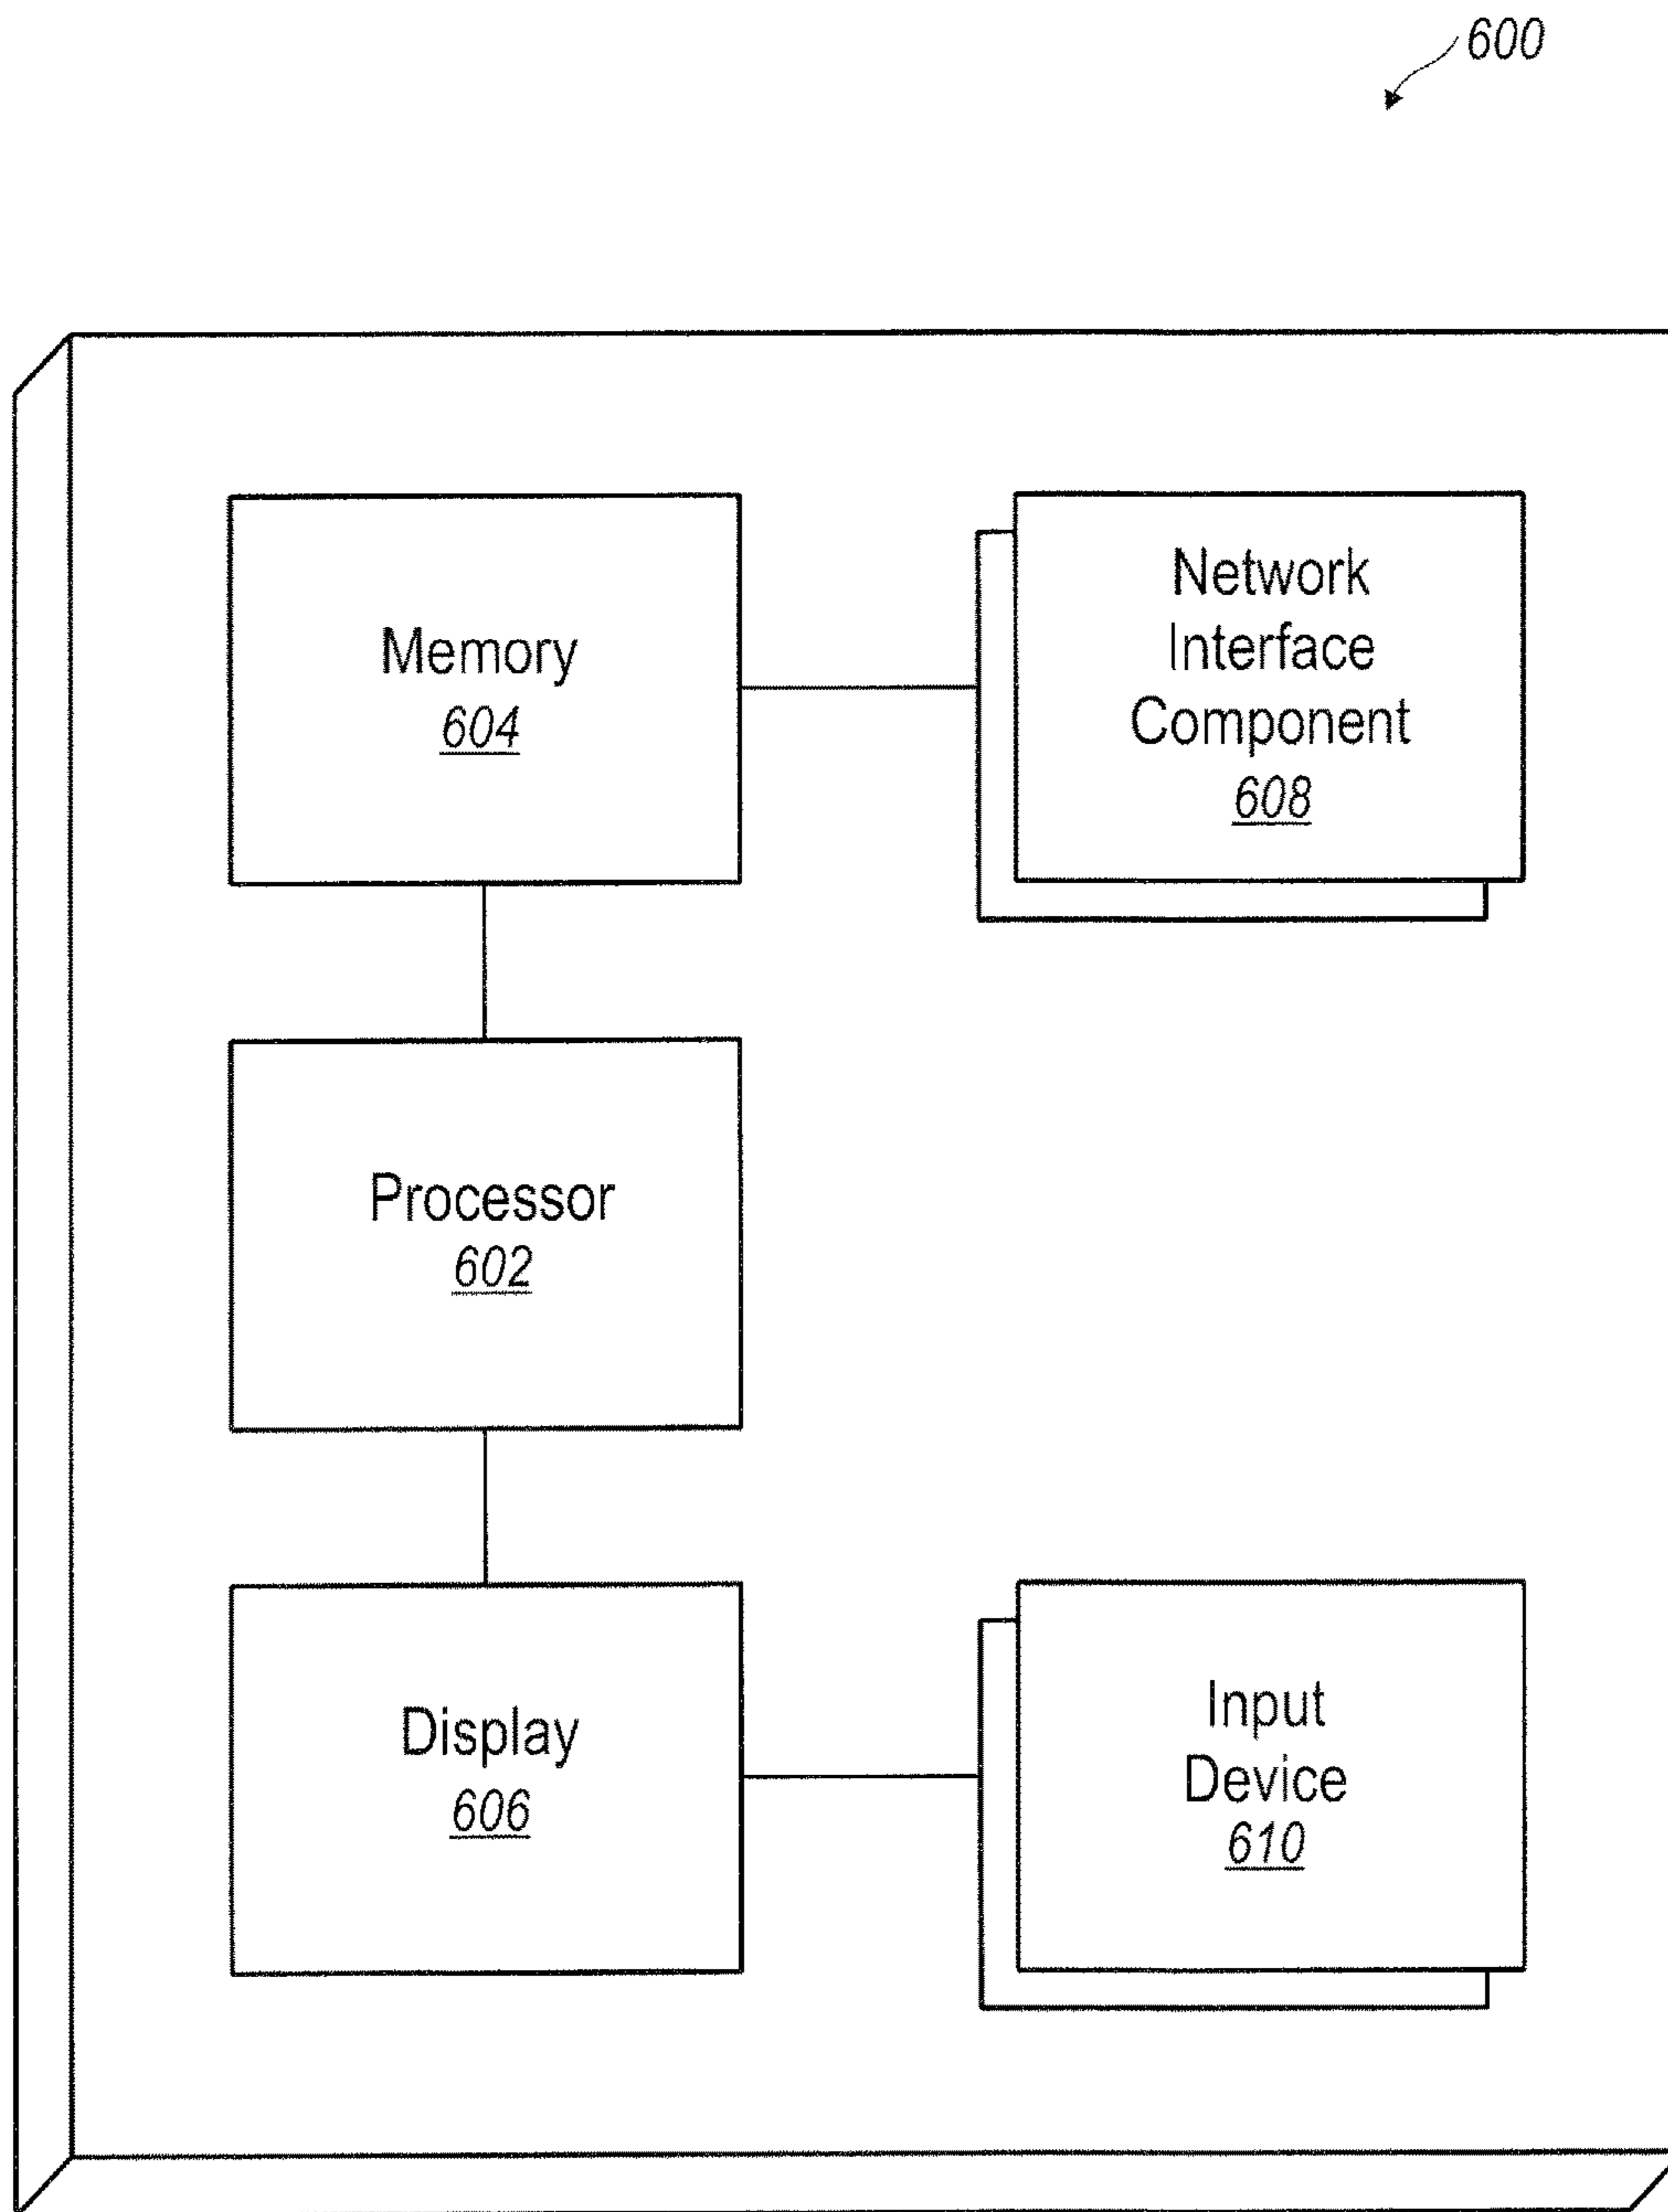 600
Memory
604
Network
Interface
Component
608
Processor
602
Display
606
Input
Device
610